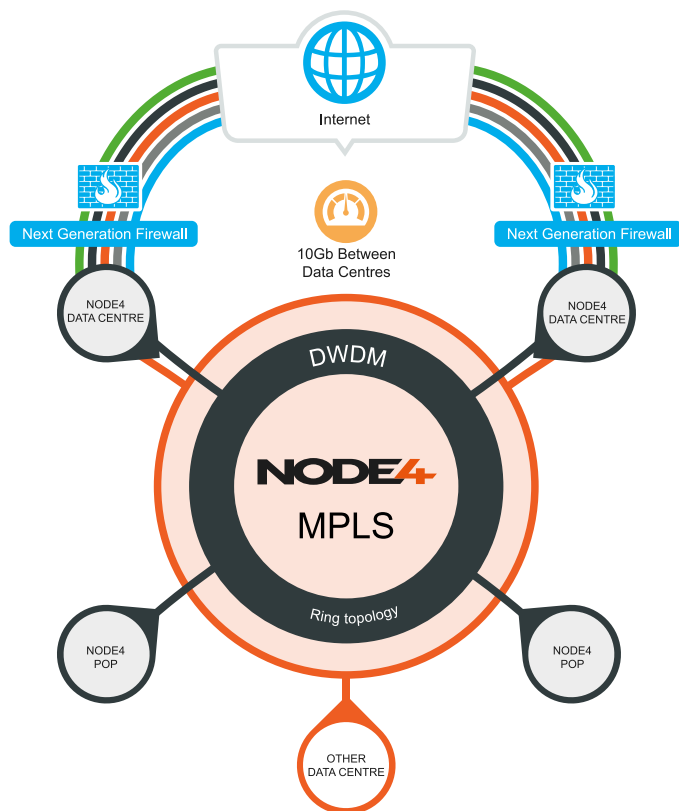 Internet
Next Generation Firewall
Next Generation Firewall
10Gb Between
Data Centres
NODE4
DATA CENTRE
NODE4
DATA CENTRE
DWDM
NODE4
MPLS
Ring topology
NODE4
POP
NODE4
POP
OTHER
DATA CENTRE